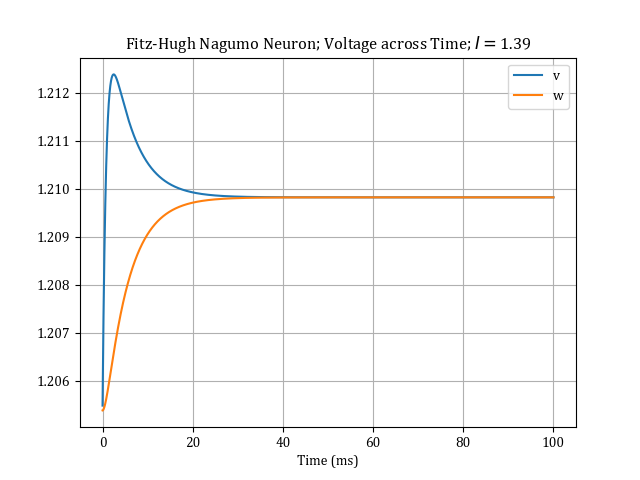 Fitz-Hugh Nagumo Neuron; Voltage across Time; I = 1.39
v
w
1.212
1.211
1.210
1.209
1.208
1.207
1.206
0 20 40 60 80 100
Time (ms)